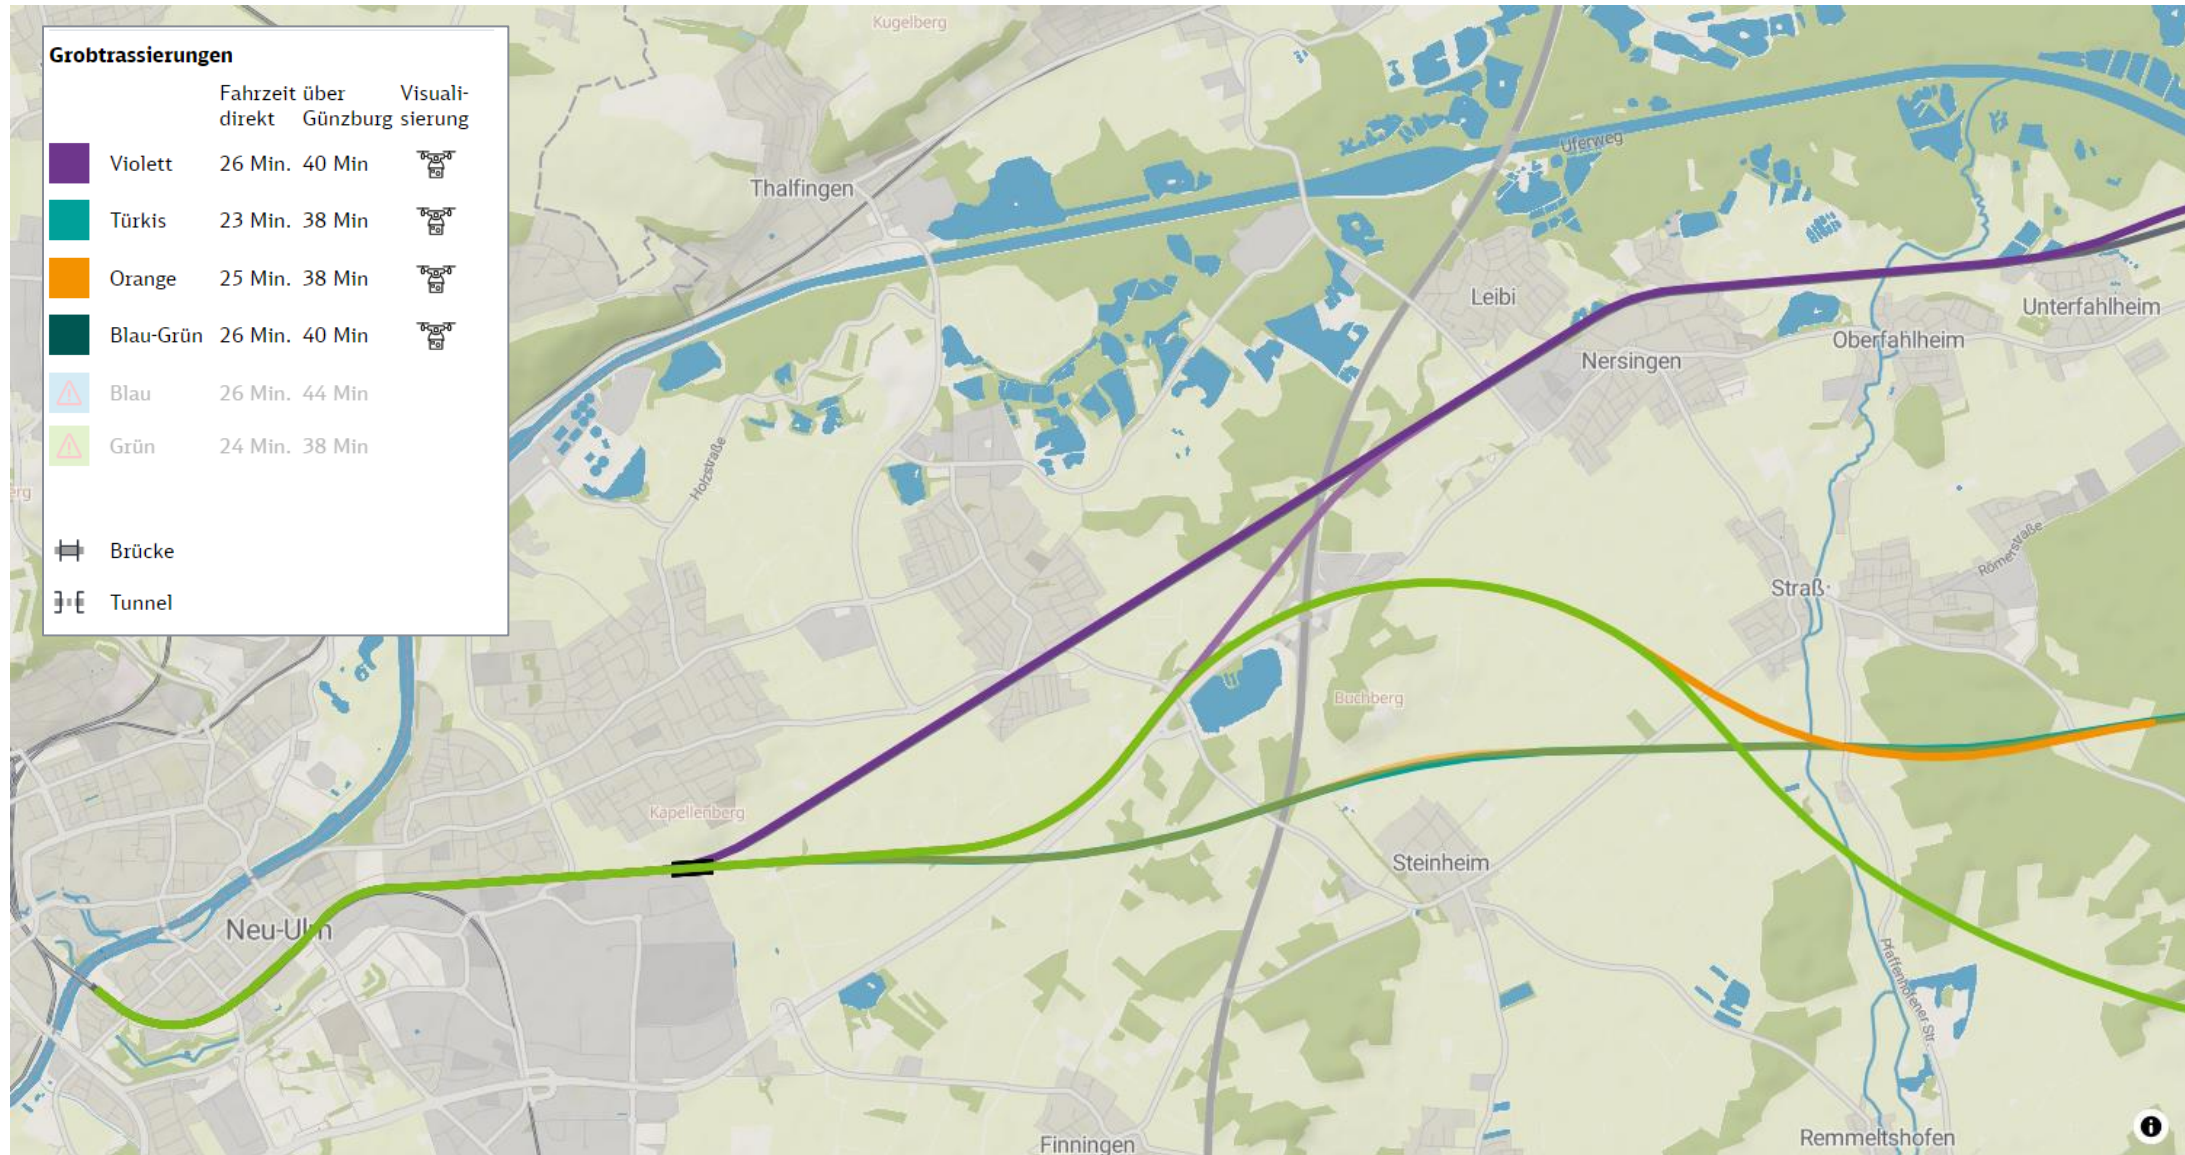 Grobtrassierungen
Fahrzeit über Visuali-
direkt Günzburg sierung
Violett 26 Min. 40 Min
Türkis 23 Min. 38 Min
Orange 25 Min. 38 Min
Blau-Grün 26 Min. 40 Min
Blau 26 Min. 44 Min
Grün 24 Min. 38 Min
Brücke
Tunnel
Kugelberg
Thalfingen
Uferweg
Leibi
Nersingen
Oberfahlheim
Unterfahlheim
Holzstraße
erg
Römerstraße
Straß
Buchberg
Kapellenberg
Steinheim
Neu-Ulm
Pfaffenhofener Str.
Finningen
Remmeltshofen